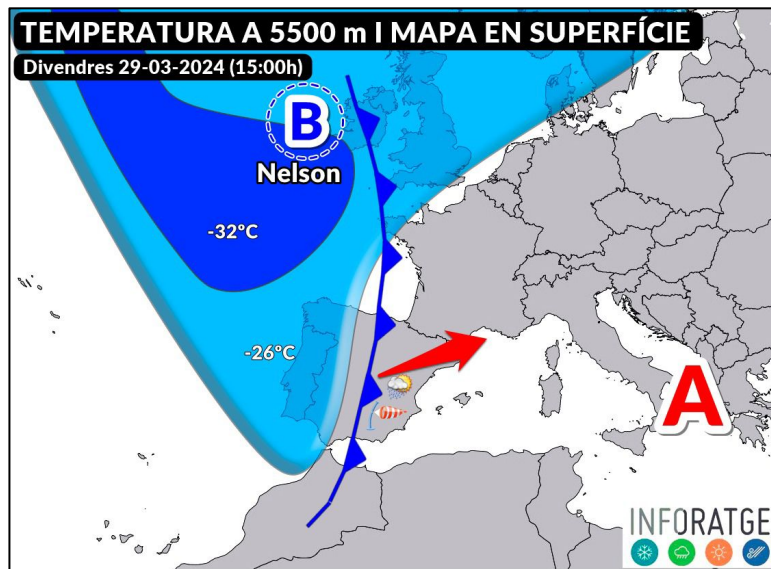 TEMPERATURA A 5500 m I MAPA EN SUPERFÍCIE
Divendres 29-03-2024 (15:00h)
B
Nelson
-32ºC
-26ºC
A
INFORATGE